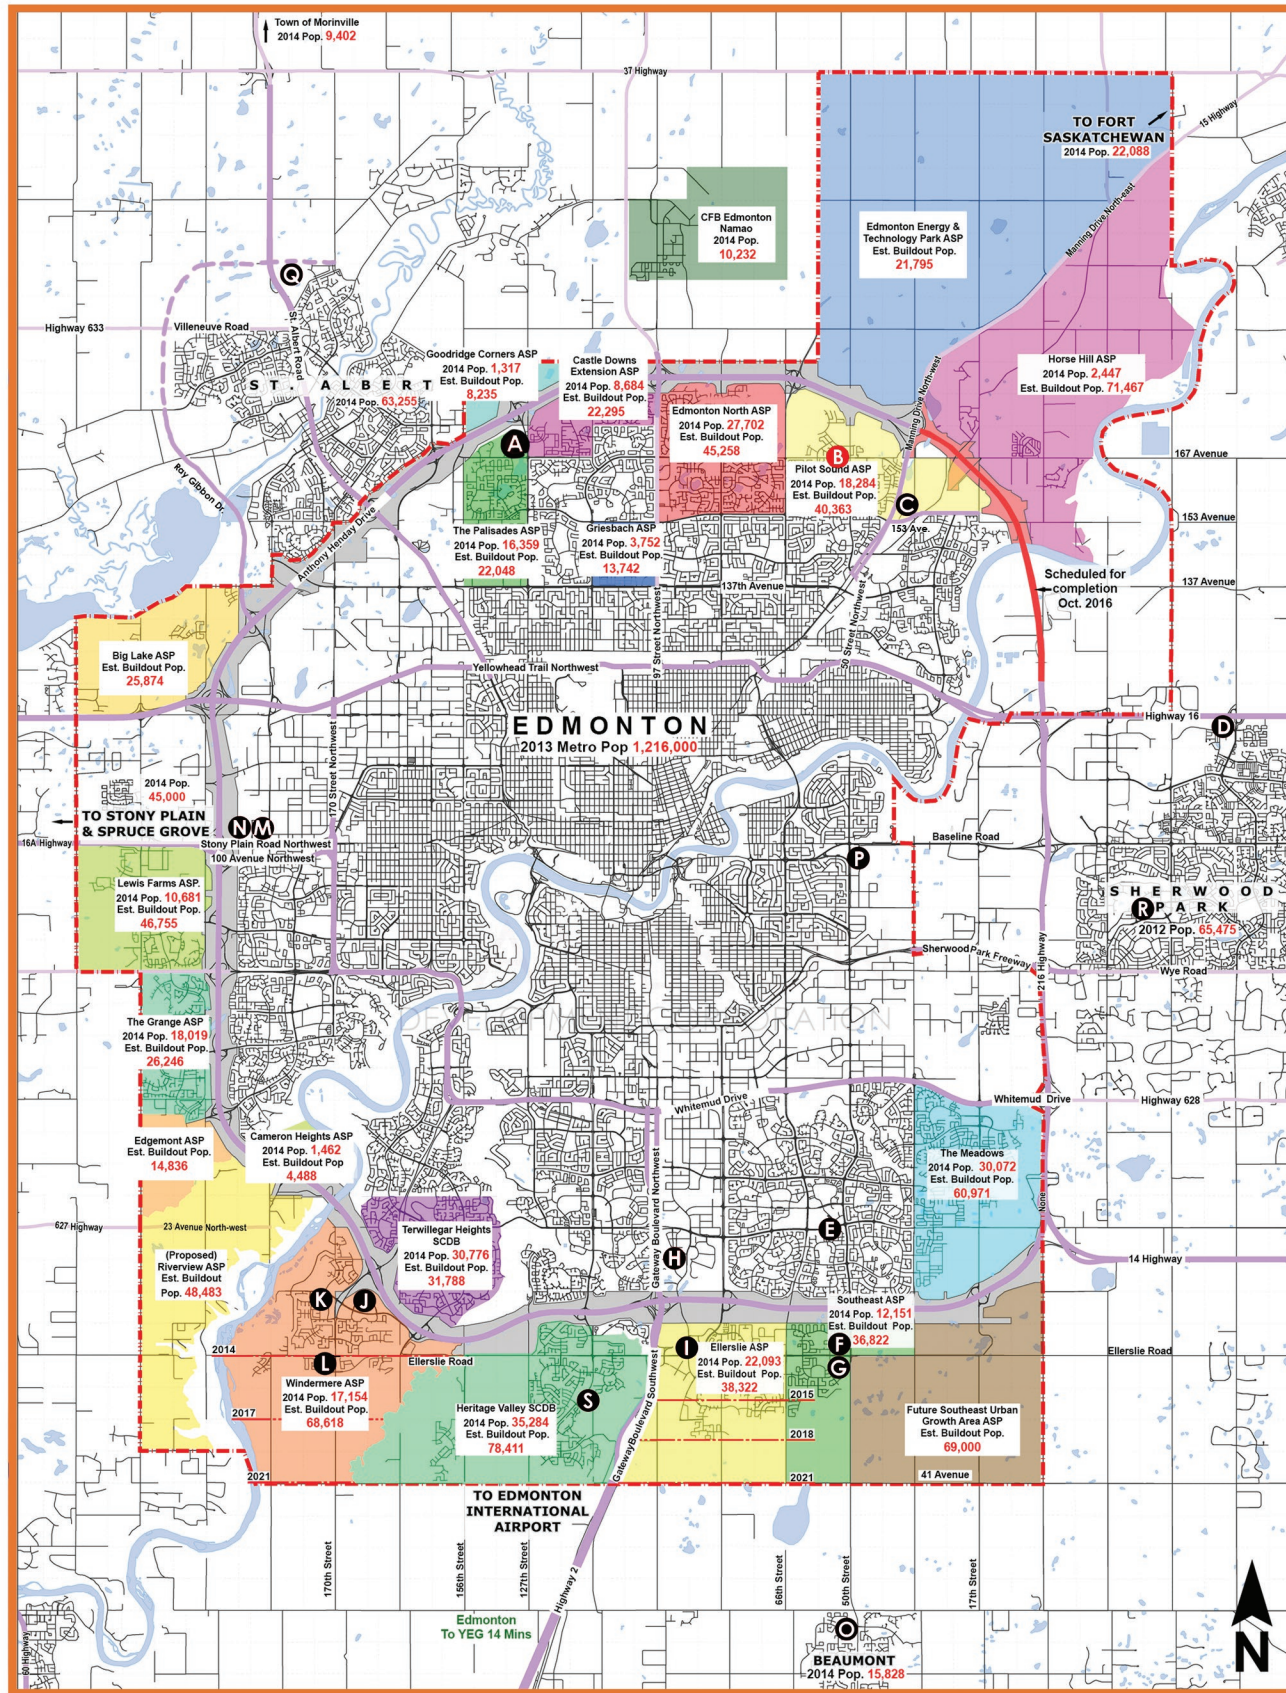 Town of Morinville
2014 Pop. 9,402
37 Highway
15 Highway
TO FORT
SASKATCHEWAN
2014 Pop. 22,088
CFB Edmonton
Namao
2014 Pop.
10,232
Edmonton Energy &
Technology Park ASP
Est. Buildout Pop.
21,795
Manning Drive North-east
Q
St. Albert Road
Highway 633
Villeneuve Road
ST. ALBERT
2014 Pop. 63,255
Goodridge Corners ASP
2014 Pop. 1,317
Est. Buildout Pop.
8,235
Castle Downs
Extension ASP
2014 Pop. 8,684
Est. Buildout Pop.
22,295
Horse Hill ASP
2014 Pop. 2,447
Est. Buildout Pop.
71,467
Manning Drive North-west
Edmonton North ASP
2014 Pop. 27,702
Est. Buildout Pop.
45,258
A
B
Pilot Sound ASP
2014 Pop. 18,284
Est. Buildout Pop.
40,363
C
153 Ave.
167 Avenue
153 Avenue
137 Avenue
Ray Gibbon Dr.
Anthony Henday Drive
The Palisades ASP
2014 Pop. 16,359
Est. Buildout Pop.
22,048
Griesbach ASP
2014 Pop. 3,752
Est. Buildout Pop.
13,742
137th Avenue
Scheduled for
completion
Oct. 2016
97 Street Northwest
50 Street Northwest
Big Lake ASP
Est. Buildout Pop.
25,874
Yellowhead Trail Northwest
EDMONTON
2013 Metro Pop 1,216,000
Highway 16
D
170 Street Northwest
2014 Pop.
45,000
TO STONY PLAIN
& SPRUCE GROVE
N
M
16A Highway
Stony Plain Road Northwest
100 Avenue Northwest
Baseline Road
P
Lewis Farms ASP.
2014 Pop. 10,681
Est. Buildout Pop.
46,755
SHERWOOD
R
PARK
2012 Pop. 65,475
Sherwood Park Freeway
216 Highway
Wye Road
The Grange ASP
2014 Pop. 18,019
Est. Buildout Pop.
26,246
DEVELOPMENT CORPORATION
Whitemud Drive
Whitemud Drive
Highway 628
Edgemont ASP
Est. Buildout Pop.
14,836
Cameron Heights ASP
2014 Pop. 1,462
Est. Buildout Pop
4,488
The Meadows
2014 Pop. 30,072
Est. Buildout Pop.
60,971
None
627 Highway
23 Avenue North-west
Terwillegar Heights
SCDB
2014 Pop. 30,776
Est. Buildout Pop.
31,788
Gateway Boulevard Northwest
E
H
14 Highway
(Proposed)
Riverview ASP
Est. Buildout
Pop. 48,483
K
J
Southeast ASP
2014 Pop. 12,151
Est. Buildout Pop.
36,822
F
G
2014
L
Ellerslie Road
I
Ellerslie ASP
2014 Pop. 22,093
Est. Buildout Pop.
38,322
Ellerslie Road
Windermere ASP
2014 Pop. 17,154
Est. Buildout Pop.
68,618
2015
2017
S
Heritage Valley SCDB
2014 Pop. 35,284
Est. Buildout Pop.
78,411
Gateway Boulevard Southwest
2018
Future Southeast Urban
Growth Area ASP
Est. Buildout Pop.
69,000
2021
2021
41 Avenue
TO EDMONTON
INTERNATIONAL
AIRPORT
170th Street
156th Street
127th Street
Highway 2
66th Street
50th Street
17th Street
Edmonton
To YEG 14 Mins
60 Highway
O
BEAUMONT
2014 Pop. 15,828
N